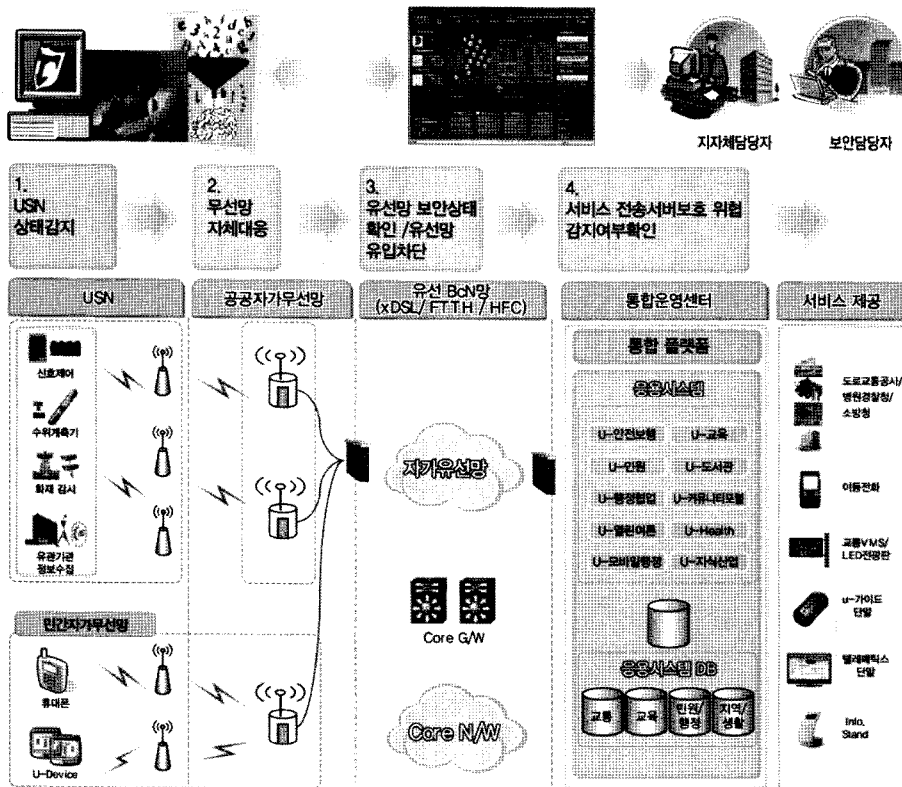 지자체담당자
보안담당자
1.
USN
상태감지
2.
무선망
자체대응
3.
유선망 보안상태
확인 /유선망
유입차단
4.
서비스 전송서버보호 위협
감지여부확인
USN
공공자가무선망
유선 BcN망
(xDSL/FTTH/HFC)
통합운영센터
서비스 제공
신호제어
수위계측기
화재 감시
유관기관
정보수집
민간자가무선망
휴대폰
U-Device
자가유선망
Core G/W
Core N/W
통합 플랫폼
응용시스템
U-안전보험
U-교육
U-민원
U-도서관
U-행정협업
U-커뮤니티포털
U-열린여론
U-Health
U-모바일행정
U-지식산업
응용시스템 DB
교통
교육
민원/
행정
지역/
생활
도로교통공사/
병원경찰청/
소방청
이동전화
교통VMS/
LED전광판
u-가이드
단말
텔레매틱스
단말
Info.
Stand